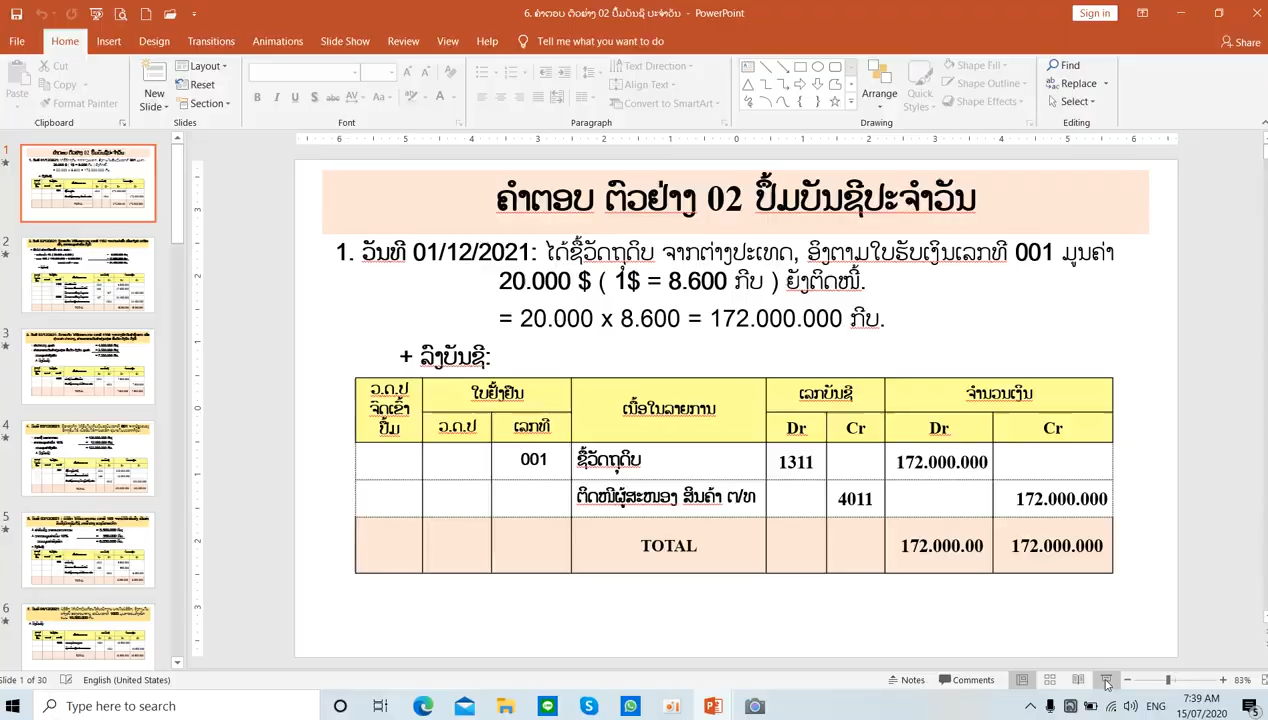 6. ຄຳຕອບ ຕົວຢ່າງ 02 ປຶ້ມບັນຊີ ປະຈຳວັນ - PowerPoint
Sign in
File Home Insert Design Transitions Animations Slide Show Review View Help Tell me what you want to do
Share
Paste
Cut
Copy
Format Painter
Clipboard
New Slide
Layout
Reset
Section
Slides
Font
Text Direction
Align Text
Convert to SmartArt
Paragraph
Arrange
Quick Styles
Shape Fill
Shape Outline
Shape Effects
Drawing
Find
Replace
Select
Editing
1
2
3
4
5
6
ຄຳຕອບ ຕົວຢ່າງ 02 ປຶ້ມບັນຊີປະຈຳວັນ
1. ວັນທີ 01/12/2021: ໄດ້ຊື້ວັດຖຸດິບ ຈາກຕ່າງປະເທດ, ອີງຕາມໃບຮັບເງິນເລກທີ 001 ມູນຄ່າ
20.000 $ ( 1$ = 8.600 ກີບ ) ຍັງຕິດໜີ້.
= 20.000 x 8.600 = 172.000.000 ກີບ.
+ ລົງບັນຊີ:
ວ.ດ.ປ ຈົດເຂົ້າ ປຶ້ມ ໃບຢັ້ງຢືນ ເນື້ອໃນລາຍການ ເລກບັນຊີ ຈຳນວນເງິນ
ວ.ດ.ປ ເລກທີ Dr Cr Dr Cr
001 ຊື້ວັດຖຸດິບ 1311 172.000.000
ຕິດໜີຜູ້ສະໜອງ ສິນຄ້າ ຕ/ທ 4011 172.000.000
TOTAL 172.000.00 172.000.000
Slide 1 of 30 English (United States) Notes Comments 83%
Type here to search
ENG
7:39 AM
15/07/2020
5